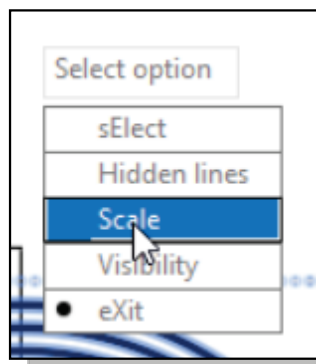 Select option
sElect
Hidden lines
Scale
Visibility
eXit